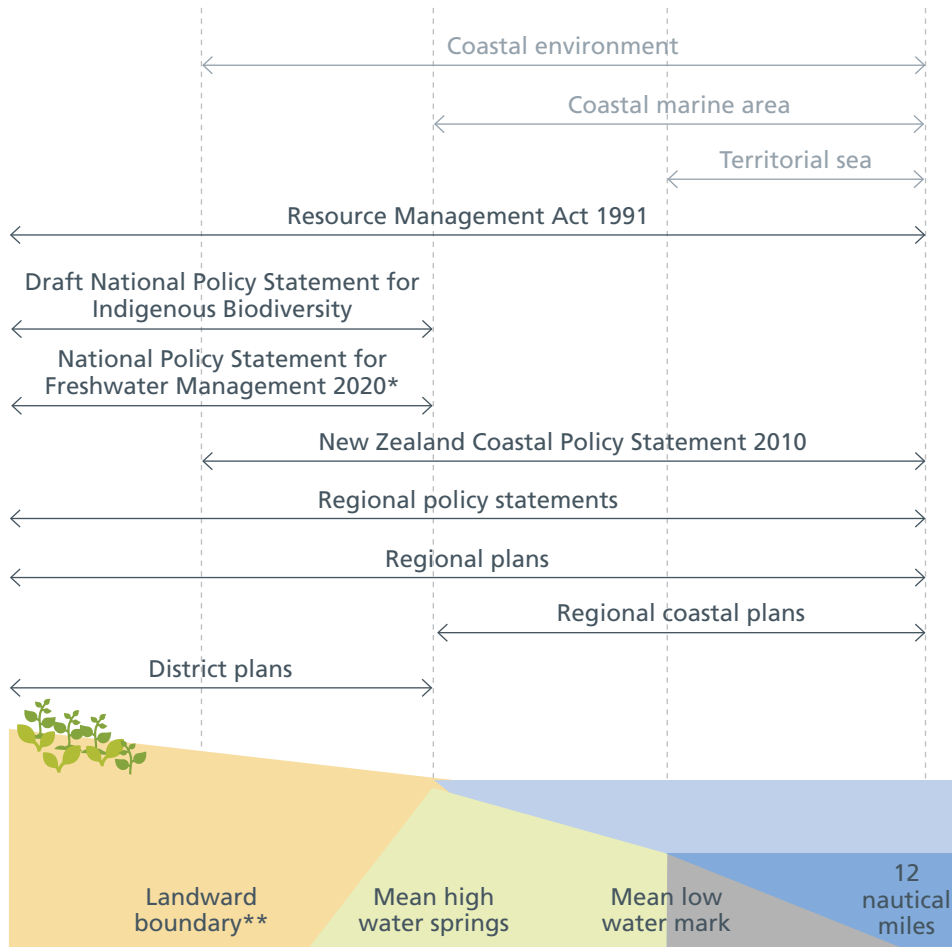 Coastal environment
Coastal marine area
Territorial sea
Resource Management Act 1991
Draft National Policy Statement for
Indigenous Biodiversity
National Policy Statement for
Freshwater Management 2020*
New Zealand Coastal Policy Statement 2010
Regional policy statements
Regional plans
Regional coastal plans
District plans
Landward
boundary**
Mean high
water springs
Mean low
water mark
12
nautical
miles